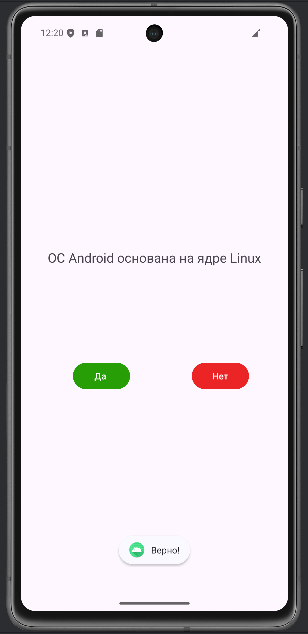 12:20
ОС Android основана на ядре Linux
Да
Нет
Верно!